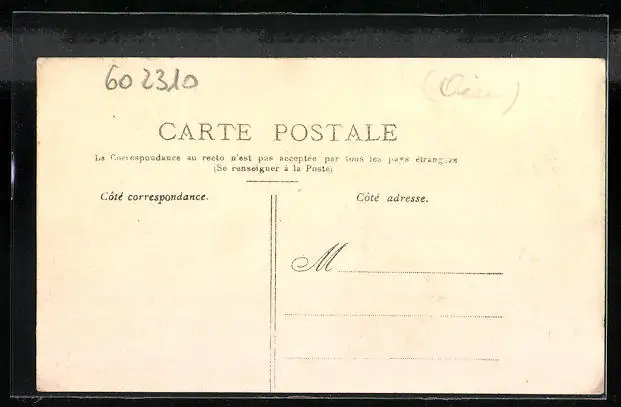 602310 (Oise)
CARTE POSTALE
La Correspondance au recto n'est pas acceptée par tous les pays étrangers
(Se renseigner à la Poste)
Côté correspondance. Côté adresse.
M